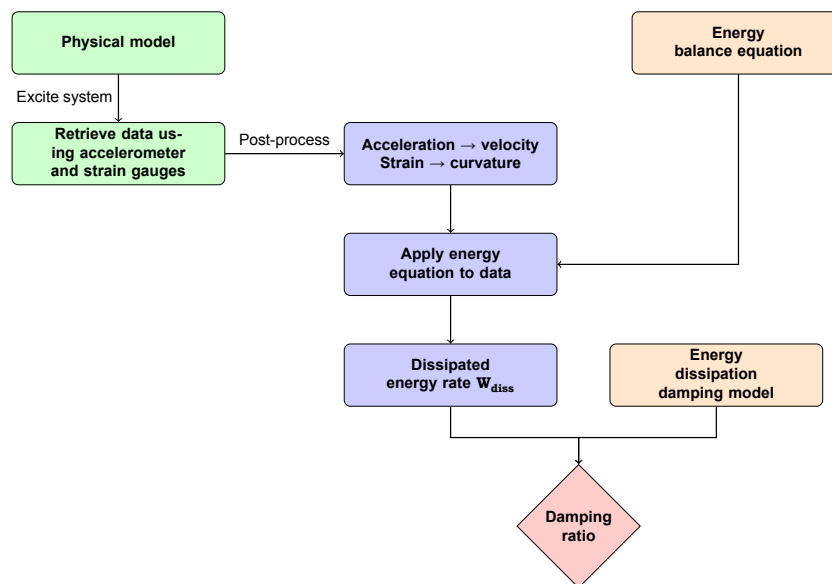 Physical model
Energy
balance equation
Excite system
Retrieve data us-
ing accelerometer
and strain gauges
Post-process
Acceleration → velocity
Strain → curvature
Apply energy
equation to data
Dissipated
energy rate W_diss
Energy
dissipation
damping model
Damping
ratio